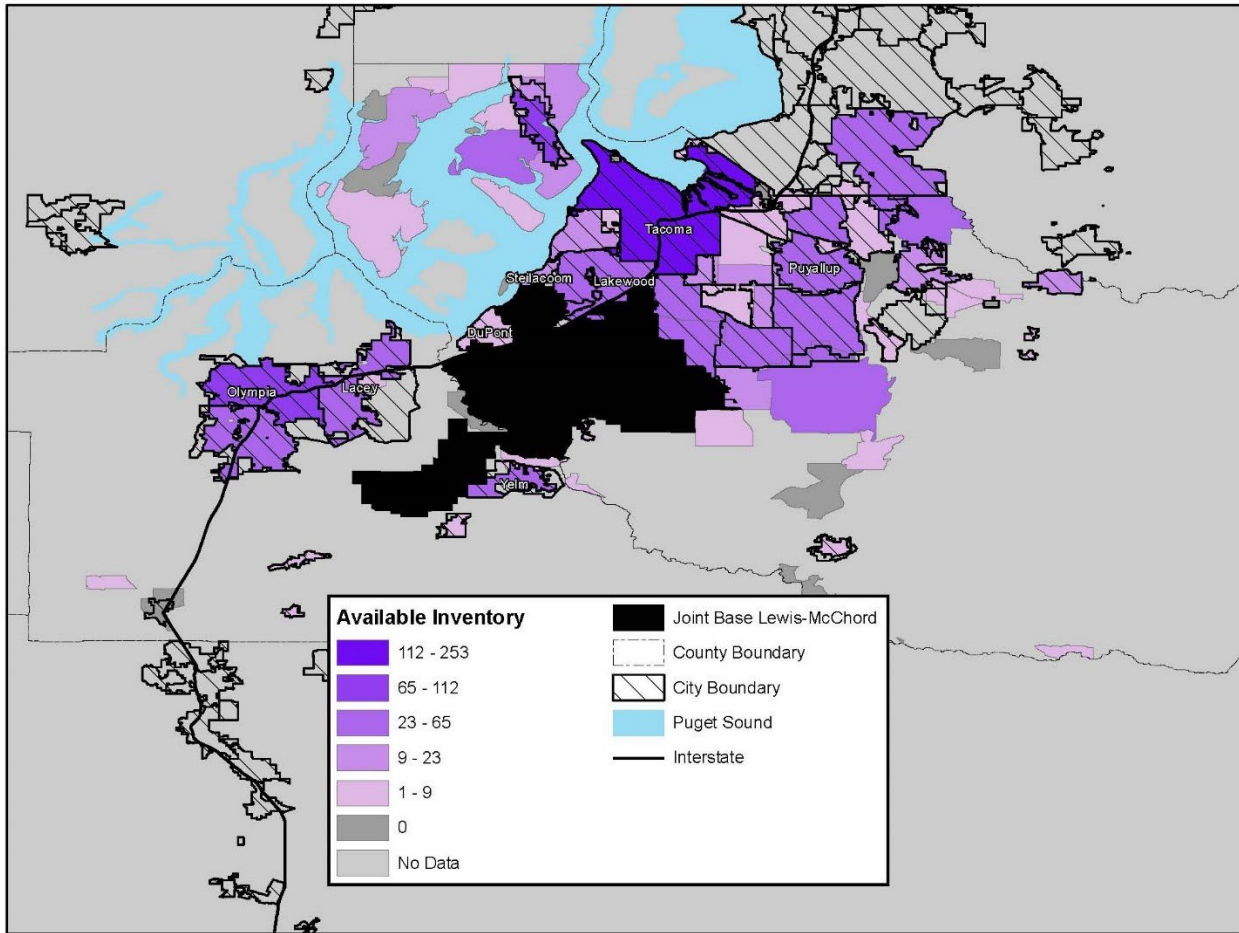 Tacoma
Puyallup
Steilacoom
Lakewood
DuPont
Olympia
Lacey
Yelm
Available Inventory
112 - 253
65 - 112
23 - 65
9 - 23
1 - 9
0
No Data
Joint Base Lewis-McChord
County Boundary
City Boundary
Puget Sound
Interstate